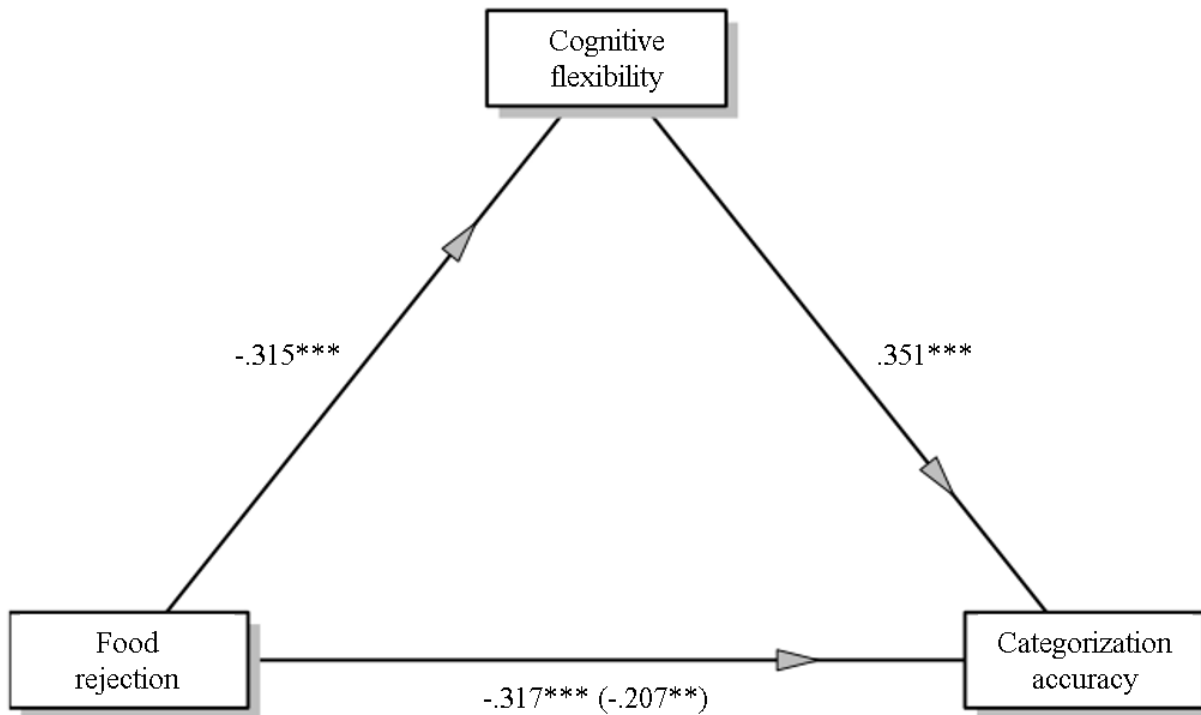 Cognitive
flexibility
-.315***
.351***
Food
rejection
Categorization
accuracy
-.317*** (-.207**)